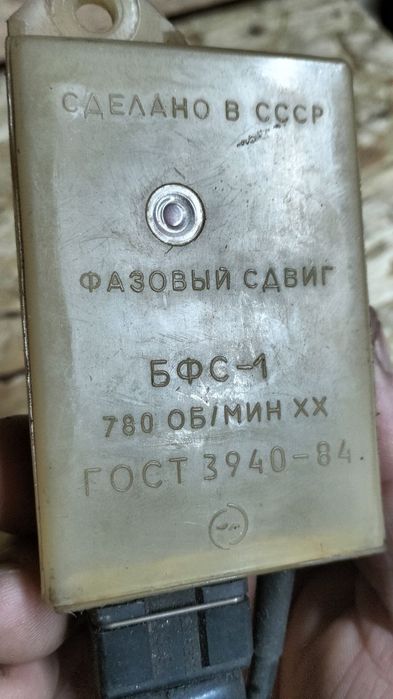 СДЕЛАНО В СССР
ФАЗОВЫЙ СДВИГ
БФС-1
780 ОБ/МИН ХХ
ГОСТ 3940-84.